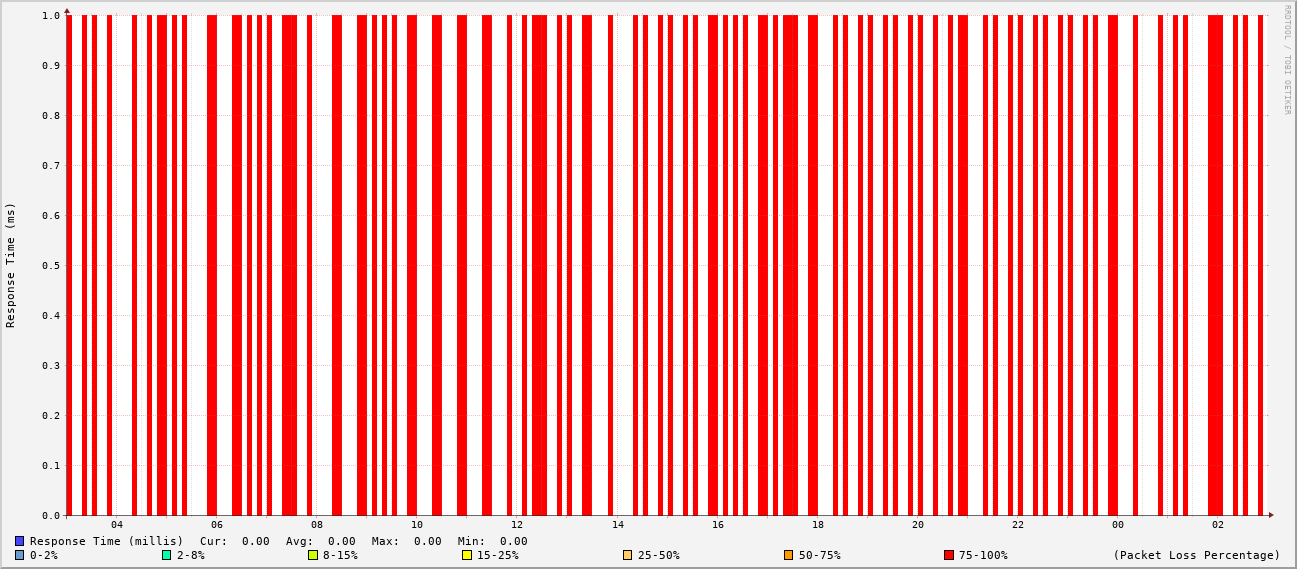 RRDTOOL / TOBI OETIKER
Response Time (ms)
1.0
0.9
0.8
0.7
0.6
0.5
0.4
0.3
0.2
0.1
0.0
04 06 08 10 12 14 16 18 20 22 00 02
Response Time (millis) Cur: 0.00 Avg: 0.00 Max: 0.00 Min: 0.00
0-2% 2-8% 8-15% 15-25% 25-50% 50-75% 75-100% (Packet Loss Percentage)